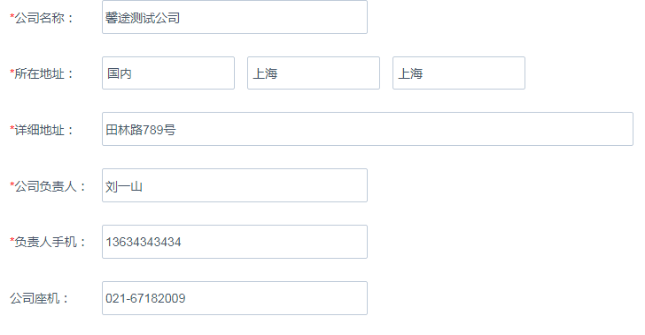 *公司名称： 馨途测试公司
*所在地址： 国内 上海 上海
*详细地址： 田林路789号
*公司负责人： 刘一山
*负责人手机： 13634343434
公司座机： 021-67182009